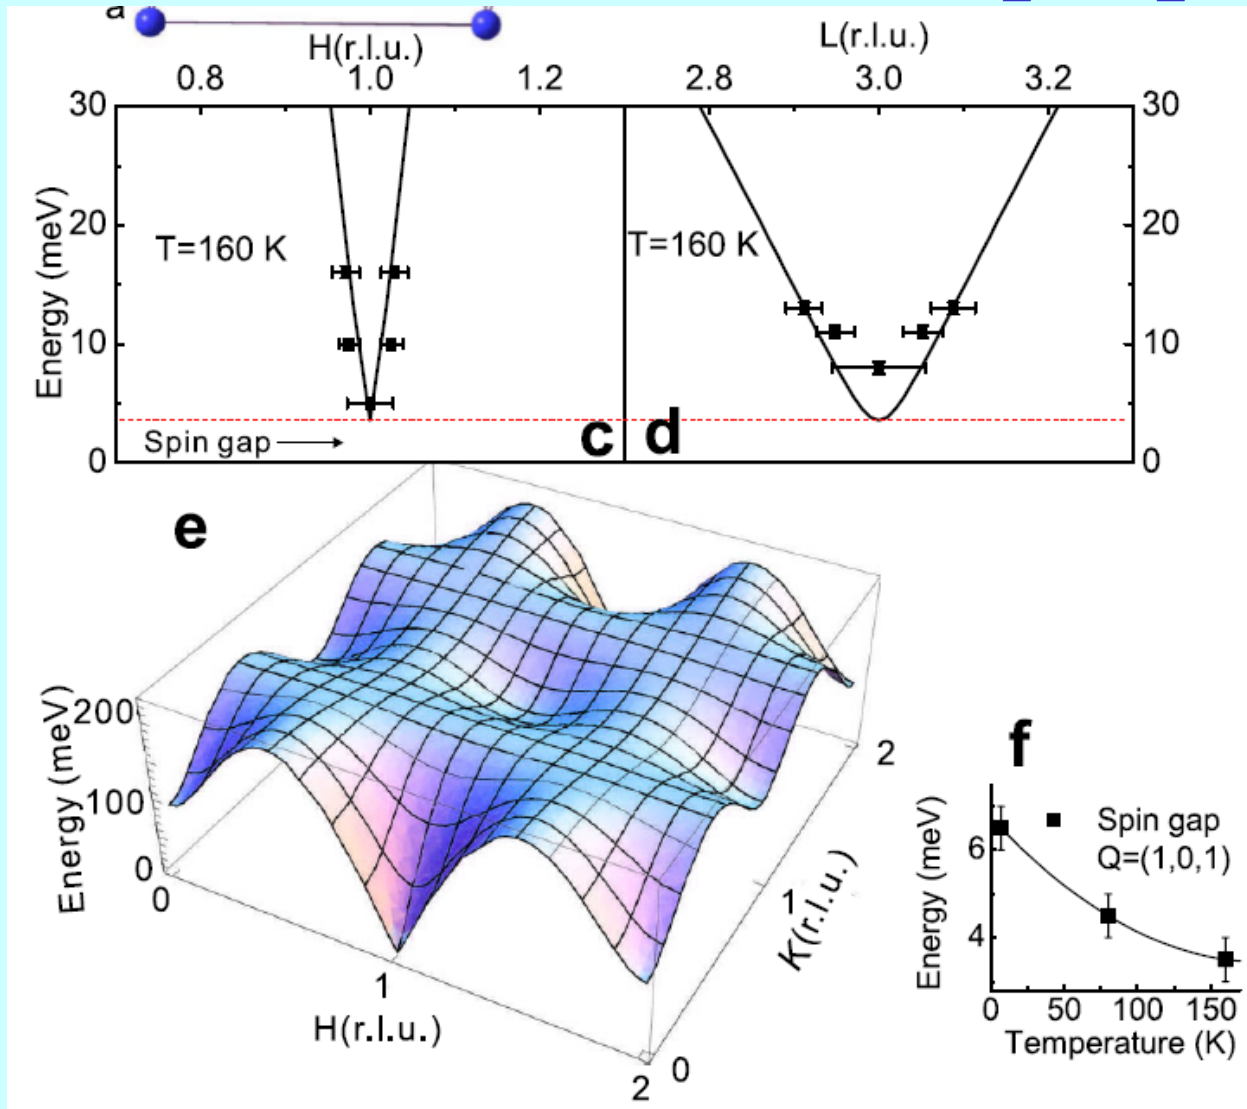 a
H(r.l.u.)
L(r.l.u.)
0.8 1.0 1.2 2.8 3.0 3.2
30 30
20 20
10 10
0 0
Energy (meV)
T=160 K
T=160 K
Spin gap
c
d
e
200
100
0
Energy (meV)
0
1
2
H(r.l.u.)
0
1
2
K(r.l.u.)
f
6
4
Energy (meV)
Spin gap
Q=(1,0,1)
0 50 100 150
Temperature (K)